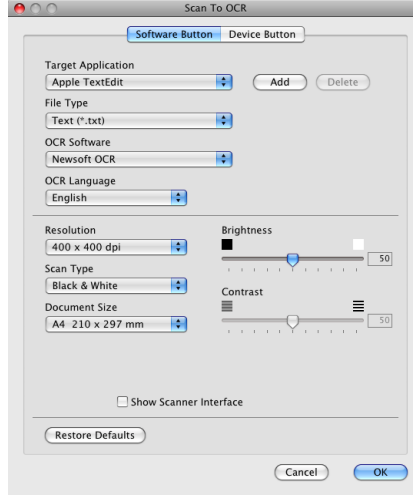 Scan To OCR
Software Button Device Button
Target Application
Apple TextEdit Add Delete
File Type
Text (*.txt)
OCR Software
Newsoft OCR
OCR Language
English
Resolution Brightness
400 x 400 dpi 50
Scan Type
Black & White Contrast
Document Size
A4 210 x 297 mm 50
Show Scanner Interface
Restore Defaults
Cancel OK